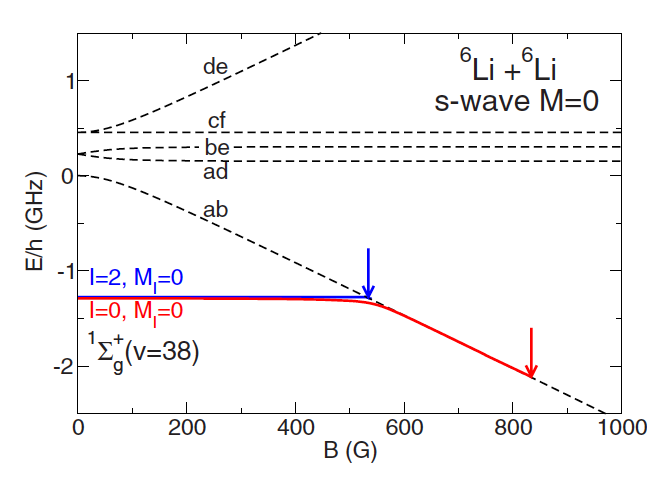 ⁶Li + ⁶Li
s-wave M=0
de
cf
be
ad
ab
I=2, M_I=0
I=0, M_I=0
¹Σ_g^+(v=38)
E/h (GHz)
1
0
-1
-2
0 200 400 600 800 1000
B (G)